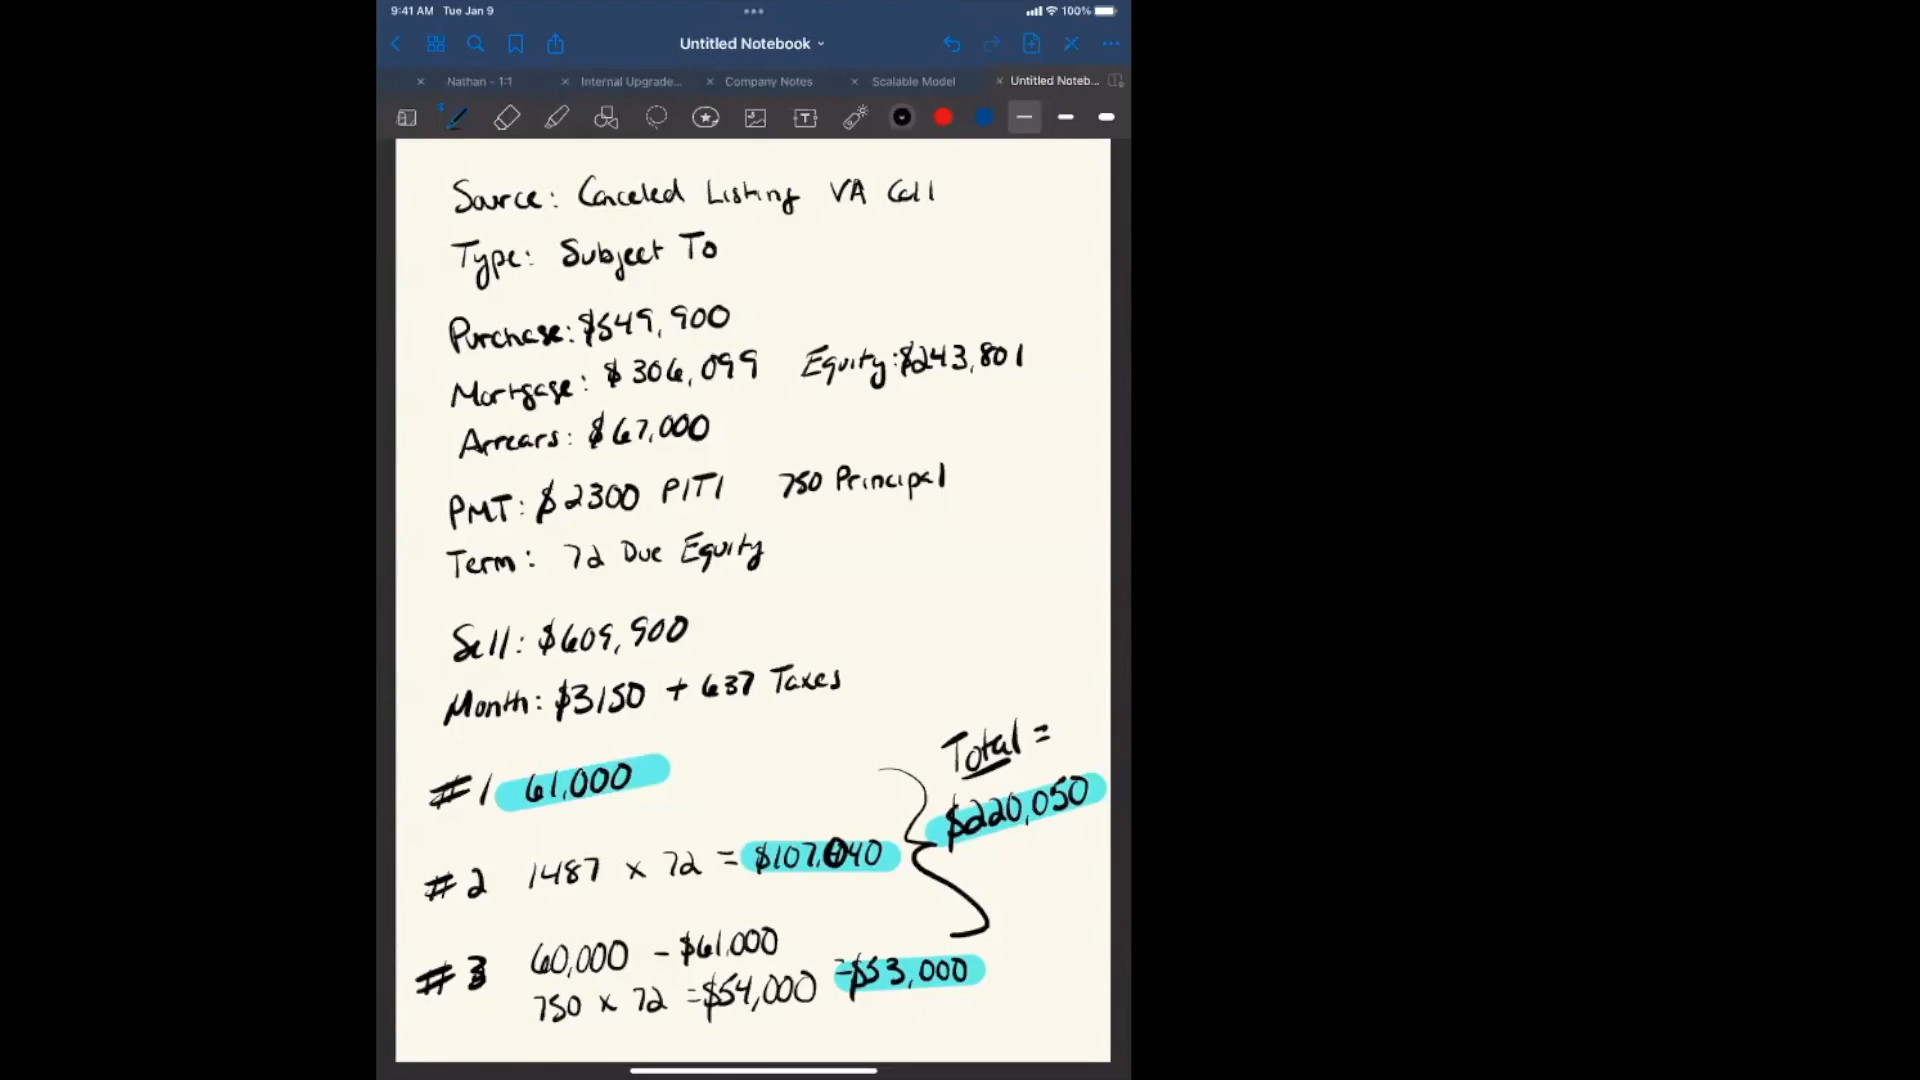 9:41 AM Tue Jan 9
100%
Untitled Notebook
Nathan - 1:1
Internal Upgrade...
Company Notes
Scalable Model
Untitled Noteb...
Source: Canceled Listing VA Call
Type: Subject To
Purchase: $549,900
Mortgage: $306,099 Equity: $243,801
Arrears: $67,000
PMT: $2300 PITI 750 Principal
Term: 72 Due Equity
Sell: $609,900
Month: $3150 + 637 Taxes
Total =
#1 61,000
$220,050
#2 1487 x 72 = $107,040
#3 60,000 - $61,000
750 x 72 = $54,000 = $53,000